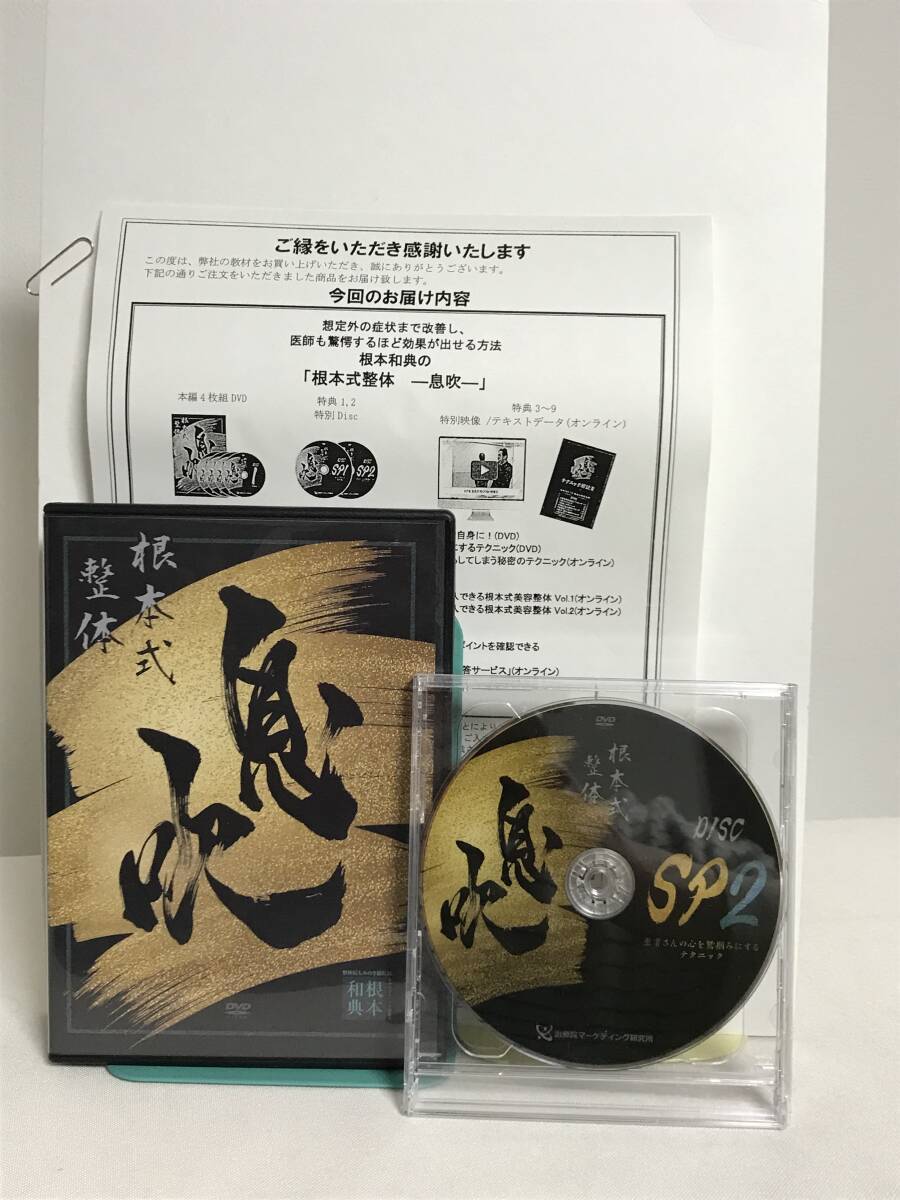 ご縁をいただき感謝いたします
この度は、弊社の教材をお買い上げいただき、誠にありがとうございます。
下記の通りご注文をいただきました商品をお届け致します。
今回のお届け内容
想定外の症状まで改善し、
医師も驚愕するほど効果が出せる方法
根本和典の
「根本式整体 ―息吹―」
本編4枚組DVD
特典1,2
特別Disc
特典3～9
特別映像 /テキストデータ(オンライン)
SP1
SP2
自身に！(DVD)
にするテクニック(DVD)
してしまう秘密のテクニック(オンライン)
できる根本式美容整体 Vol.1(オンライン)
できる根本式美容整体 Vol.2(オンライン)
ポイントを確認できる
答サービス」(オンライン)
根本式
整体
息吹
根本
和典
DVD
DVD
根本式
整体
息吹
DISC
SP2
患者さんの心を鷲掴みにする
テクニック
治療院マーケティング研究所